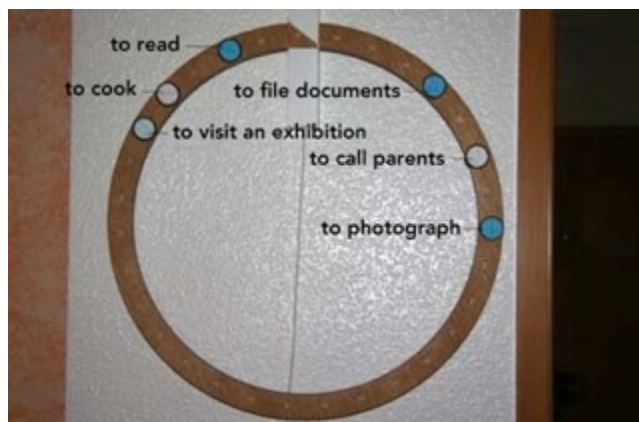 to read
to cook
to file documents
to visit an exhibition
to call parents
to photograph